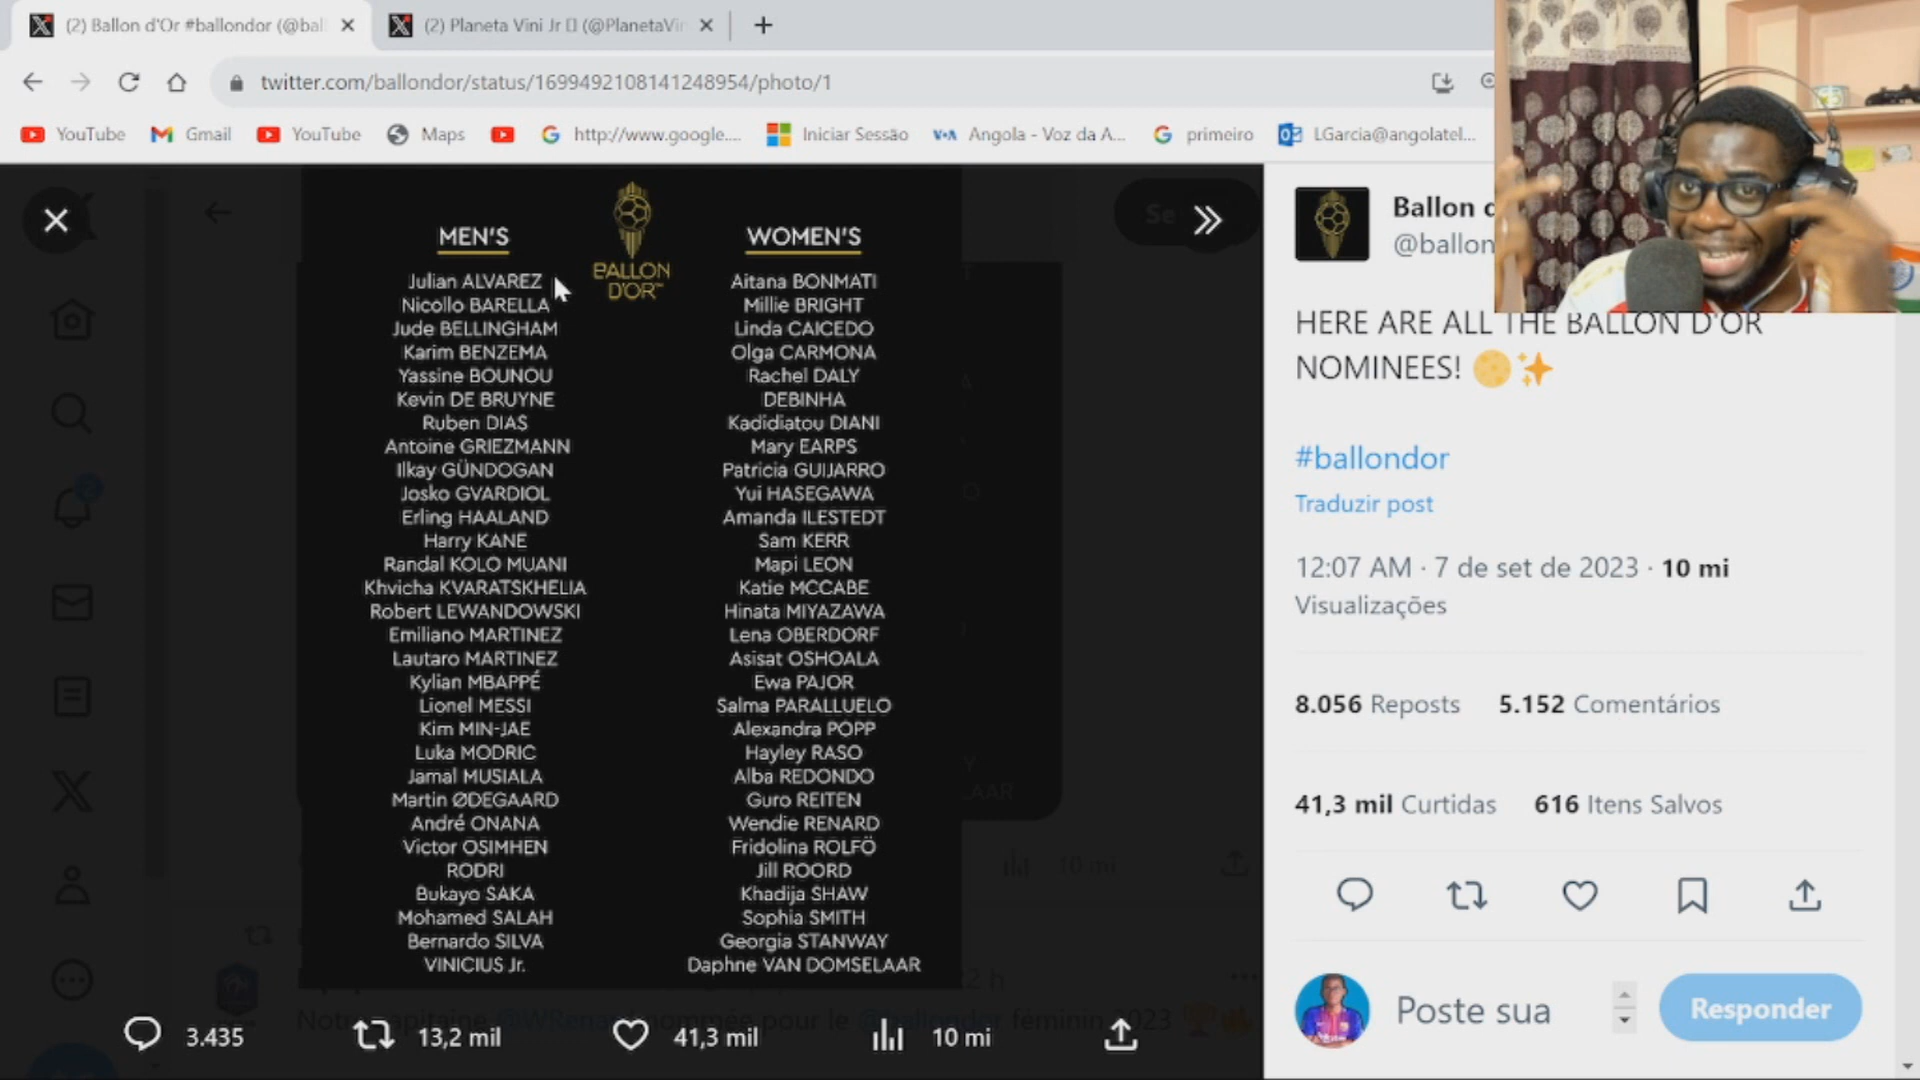 (2) Ballon d'Or #ballondor (@bal
(2) Planeta Vini Jr (@PlanetaVi
twitter.com/ballondor/status/1699492108141248954/photo/1
YouTube
Gmail
YouTube
Maps
http://www.google....
Iniciar Sessão
VOA
Angola - Voz da A...
primeiro
LGarcia@angolatel...
MEN'S
Julian ALVAREZ
Nicollo BARELLA
Jude BELLINGHAM
Karim BENZEMA
Yassine BOUNOU
Kevin DE BRUYNE
Ruben DIAS
Antoine GRIEZMANN
Ilkay GÜNDOGAN
Josko GVARDIOL
Erling HAALAND
Harry KANE
Randal KOLO MUANI
Khvicha KVARATSKHELIA
Robert LEWANDOWSKI
Emiliano MARTINEZ
Lautaro MARTINEZ
Kylian MBAPPÉ
Lionel MESSI
Kim MIN-JAE
Luka MODRIC
Jamal MUSIALA
Martin ØDEGAARD
André ONANA
Victor OSIMHEN
RODRI
Bukayo SAKA
Mohamed SALAH
Bernardo SILVA
VINICIUS Jr.
BALLON
D'OR™
WOMEN'S
Aitana BONMATI
Millie BRIGHT
Linda CAICEDO
Olga CARMONA
Rachel DALY
DEBINHA
Kadidiatou DIANI
Mary EARPS
Patricia GUIJARRO
Yui HASEGAWA
Amanda ILESTEDT
Sam KERR
Mapi LEON
Katie MCCABE
Hinata MIYAZAWA
Lena OBERDORF
Asisat OSHOALA
Ewa PAJOR
Salma PARALLUELO
Alexandra POPP
Hayley RASO
Alba REDONDO
Guro REITEN
Wendie RENARD
Fridolina ROLFÖ
Jill ROORD
Khadija SHAW
Sophia SMITH
Georgia STANWAY
Daphne VAN DOMSELAAR
Se
10 mi
3.435
13,2 mil
41,3 mil
10 mi
Ballon
@ballon
HERE ARE ALL THE BALLON D'OR
NOMINEES! 🌕✨
#ballondor
Traduzir post
12:07 AM · 7 de set de 2023 · 10 mi
Visualizações
8.056 Reposts 5.152 Comentários
41,3 mil Curtidas 616 Itens Salvos
Poste sua
Responder